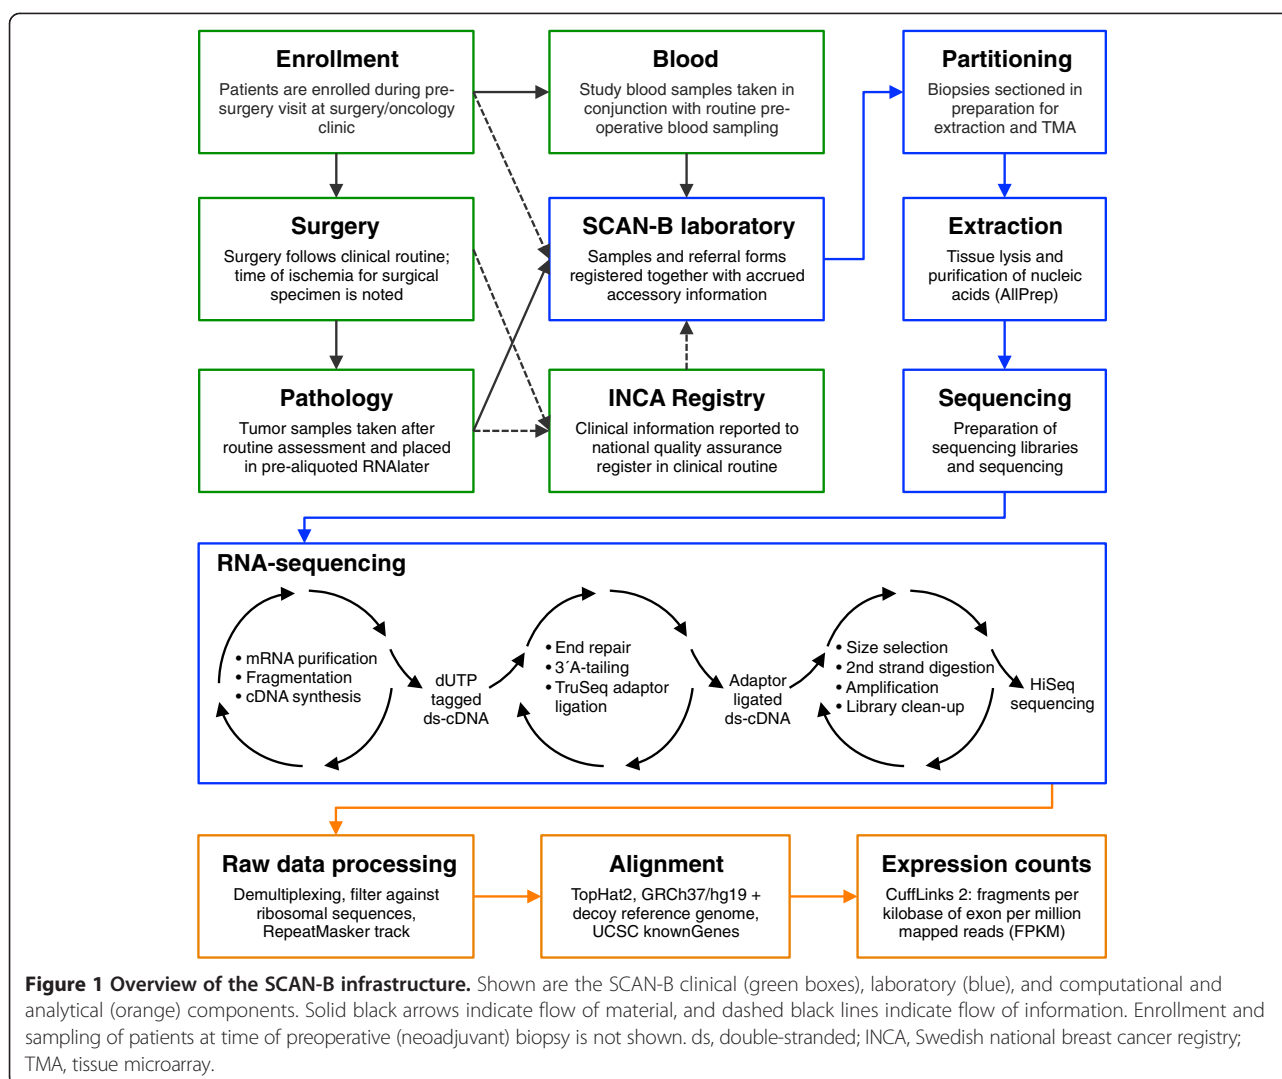 Enrollment
Patients are enrolled during pre-
surgery visit at surgery/oncology
clinic
Blood
Study blood samples taken in
conjunction with routine pre-
operative blood sampling
Partitioning
Biopsies sectioned in
preparation for
extraction and TMA
Surgery
Surgery follows clinical routine;
time of ischemia for surgical
specimen is noted
SCAN-B laboratory
Samples and referral forms
registered together with accrued
accessory information
Extraction
Tissue lysis and
purification of nucleic
acids (AllPrep)
Pathology
Tumor samples taken after
routine assessment and placed
in pre-aliquoted RNAlater
INCA Registry
Clinical information reported to
national quality assurance
register in clinical routine
Sequencing
Preparation of
sequencing libraries
and sequencing
RNA-sequencing
• mRNA purification
• Fragmentation
• cDNA synthesis
dUTP
tagged
ds-cDNA
• End repair
• 3´A-tailing
• TruSeq adaptor
ligation
Adaptor
ligated
ds-cDNA
• Size selection
• 2nd strand digestion
• Amplification
• Library clean-up
HiSeq
sequencing
Raw data processing
Demultiplexing, filter against
ribosomal sequences,
RepeatMasker track
Alignment
TopHat2, GRCh37/hg19 +
decoy reference genome,
UCSC knownGenes
Expression counts
CuffLinks 2: fragments per
kilobase of exon per million
mapped reads (FPKM)
Figure 1 Overview of the SCAN-B infrastructure. Shown are the SCAN-B clinical (green boxes), laboratory (blue), and computational and
analytical (orange) components. Solid black arrows indicate flow of material, and dashed black lines indicate flow of information. Enrollment and
sampling of patients at time of preoperative (neoadjuvant) biopsy is not shown. ds, double-stranded; INCA, Swedish national breast cancer registry;
TMA, tissue microarray.